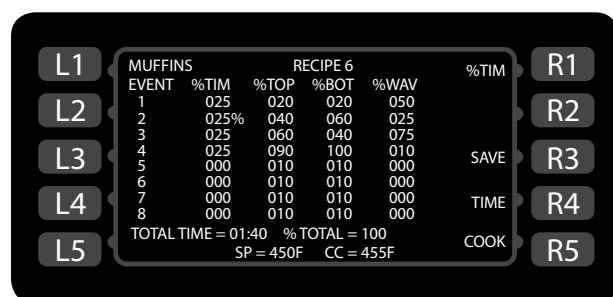 L1 MUFFINS RECIPE 6 %TIM R1
EVENT %TIM %TOP %BOT %WAV
1 025 020 020 050
L2 2 025% 040 060 025 R2
3 025 060 040 075
4 025 090 100 010
L3 5 000 010 010 000 SAVE R3
6 000 010 010 000
7 000 010 010 000
L4 8 000 010 010 000 TIME R4
TOTAL TIME = 01:40 % TOTAL = 100
L5 SP = 450F CC = 455F COOK R5